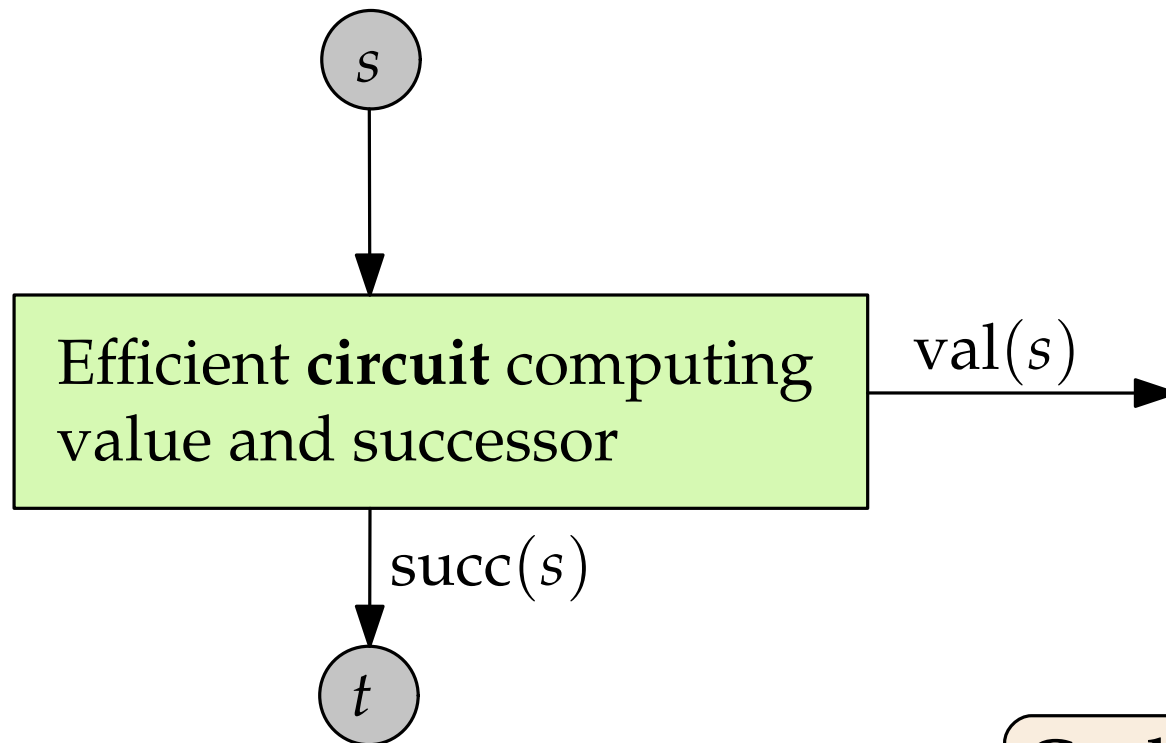 s
Efficient circuit computing
value and successor
val(s)
succ(s)
t